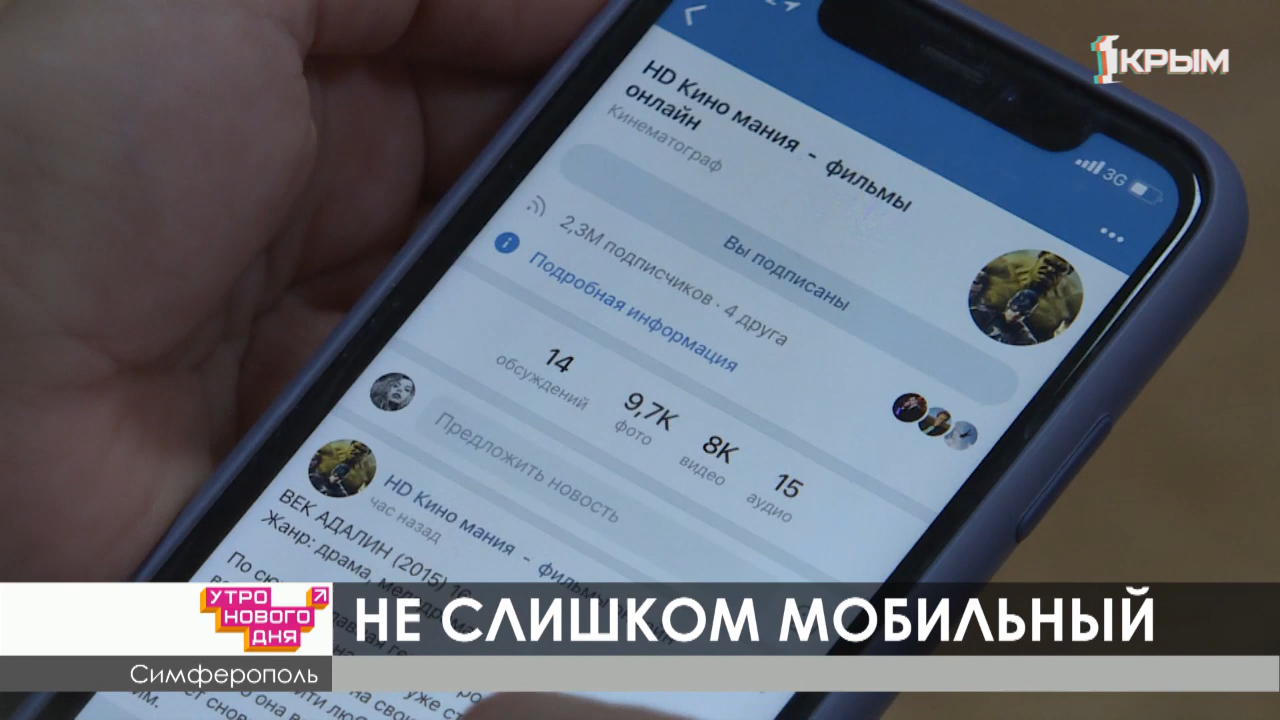 1КРЫМ
3G
HD Кино мания - фильмы
онлайн
Кинематограф
Вы подписаны
2,3М подписчиков · 4 друга
Подробная информация
14 обсуждений
9,7К фото
8К видео
15 аудио
Предложить новость
HD Кино мания - фильмы
час назад
ВЕК АДАЛИН (2015)
Жанр: драма,
По
УТРО
НОВОГО
ДНЯ
НЕ СЛИШКОМ МОБИЛЬНЫЙ
Симферополь